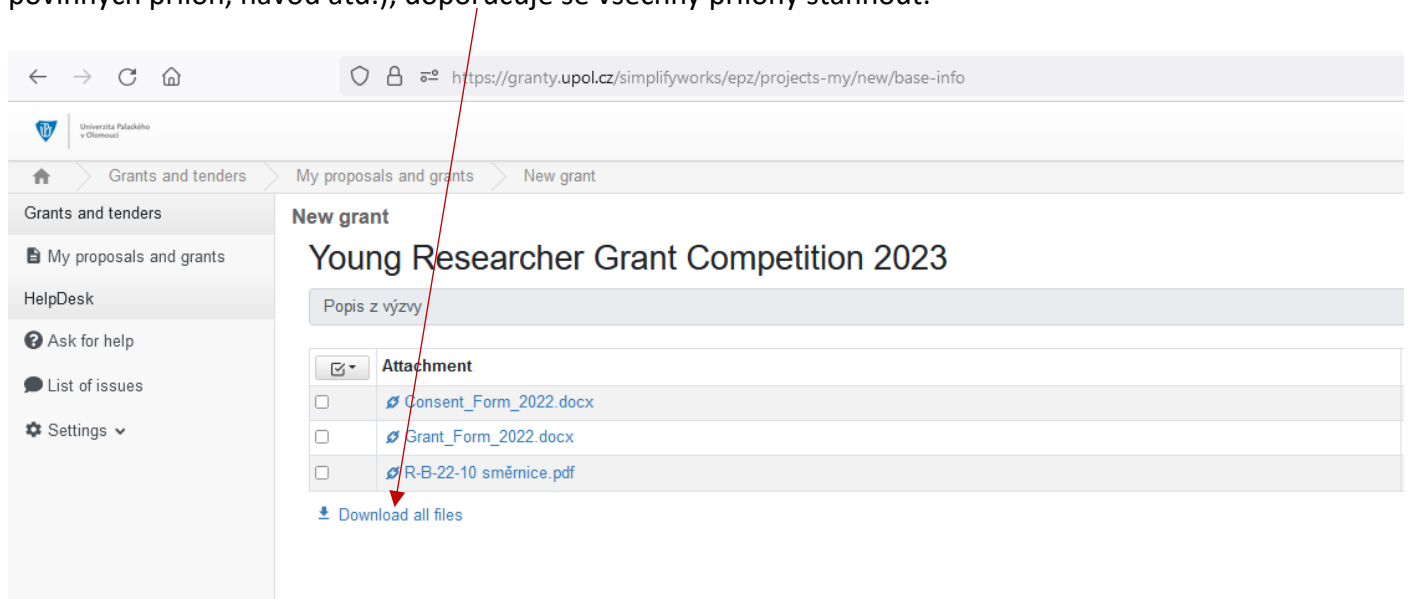 povinných příloh, návod atd.), doporučuje se všechny přílohy stáhnout.
https://granty.upol.cz/simplifyworks/epz/projects-my/new/base-info
Univerzita Palackého
v Olomouci
Grants and tenders
My proposals and grants
New grant
Grants and tenders
My proposals and grants
HelpDesk
Ask for help
List of issues
Settings
New grant
Young Researcher Grant Competition 2023
Popis z výzvy
Attachment
Consent_Form_2022.docx
Grant_Form_2022.docx
R-B-22-10 směrnice.pdf
Download all files